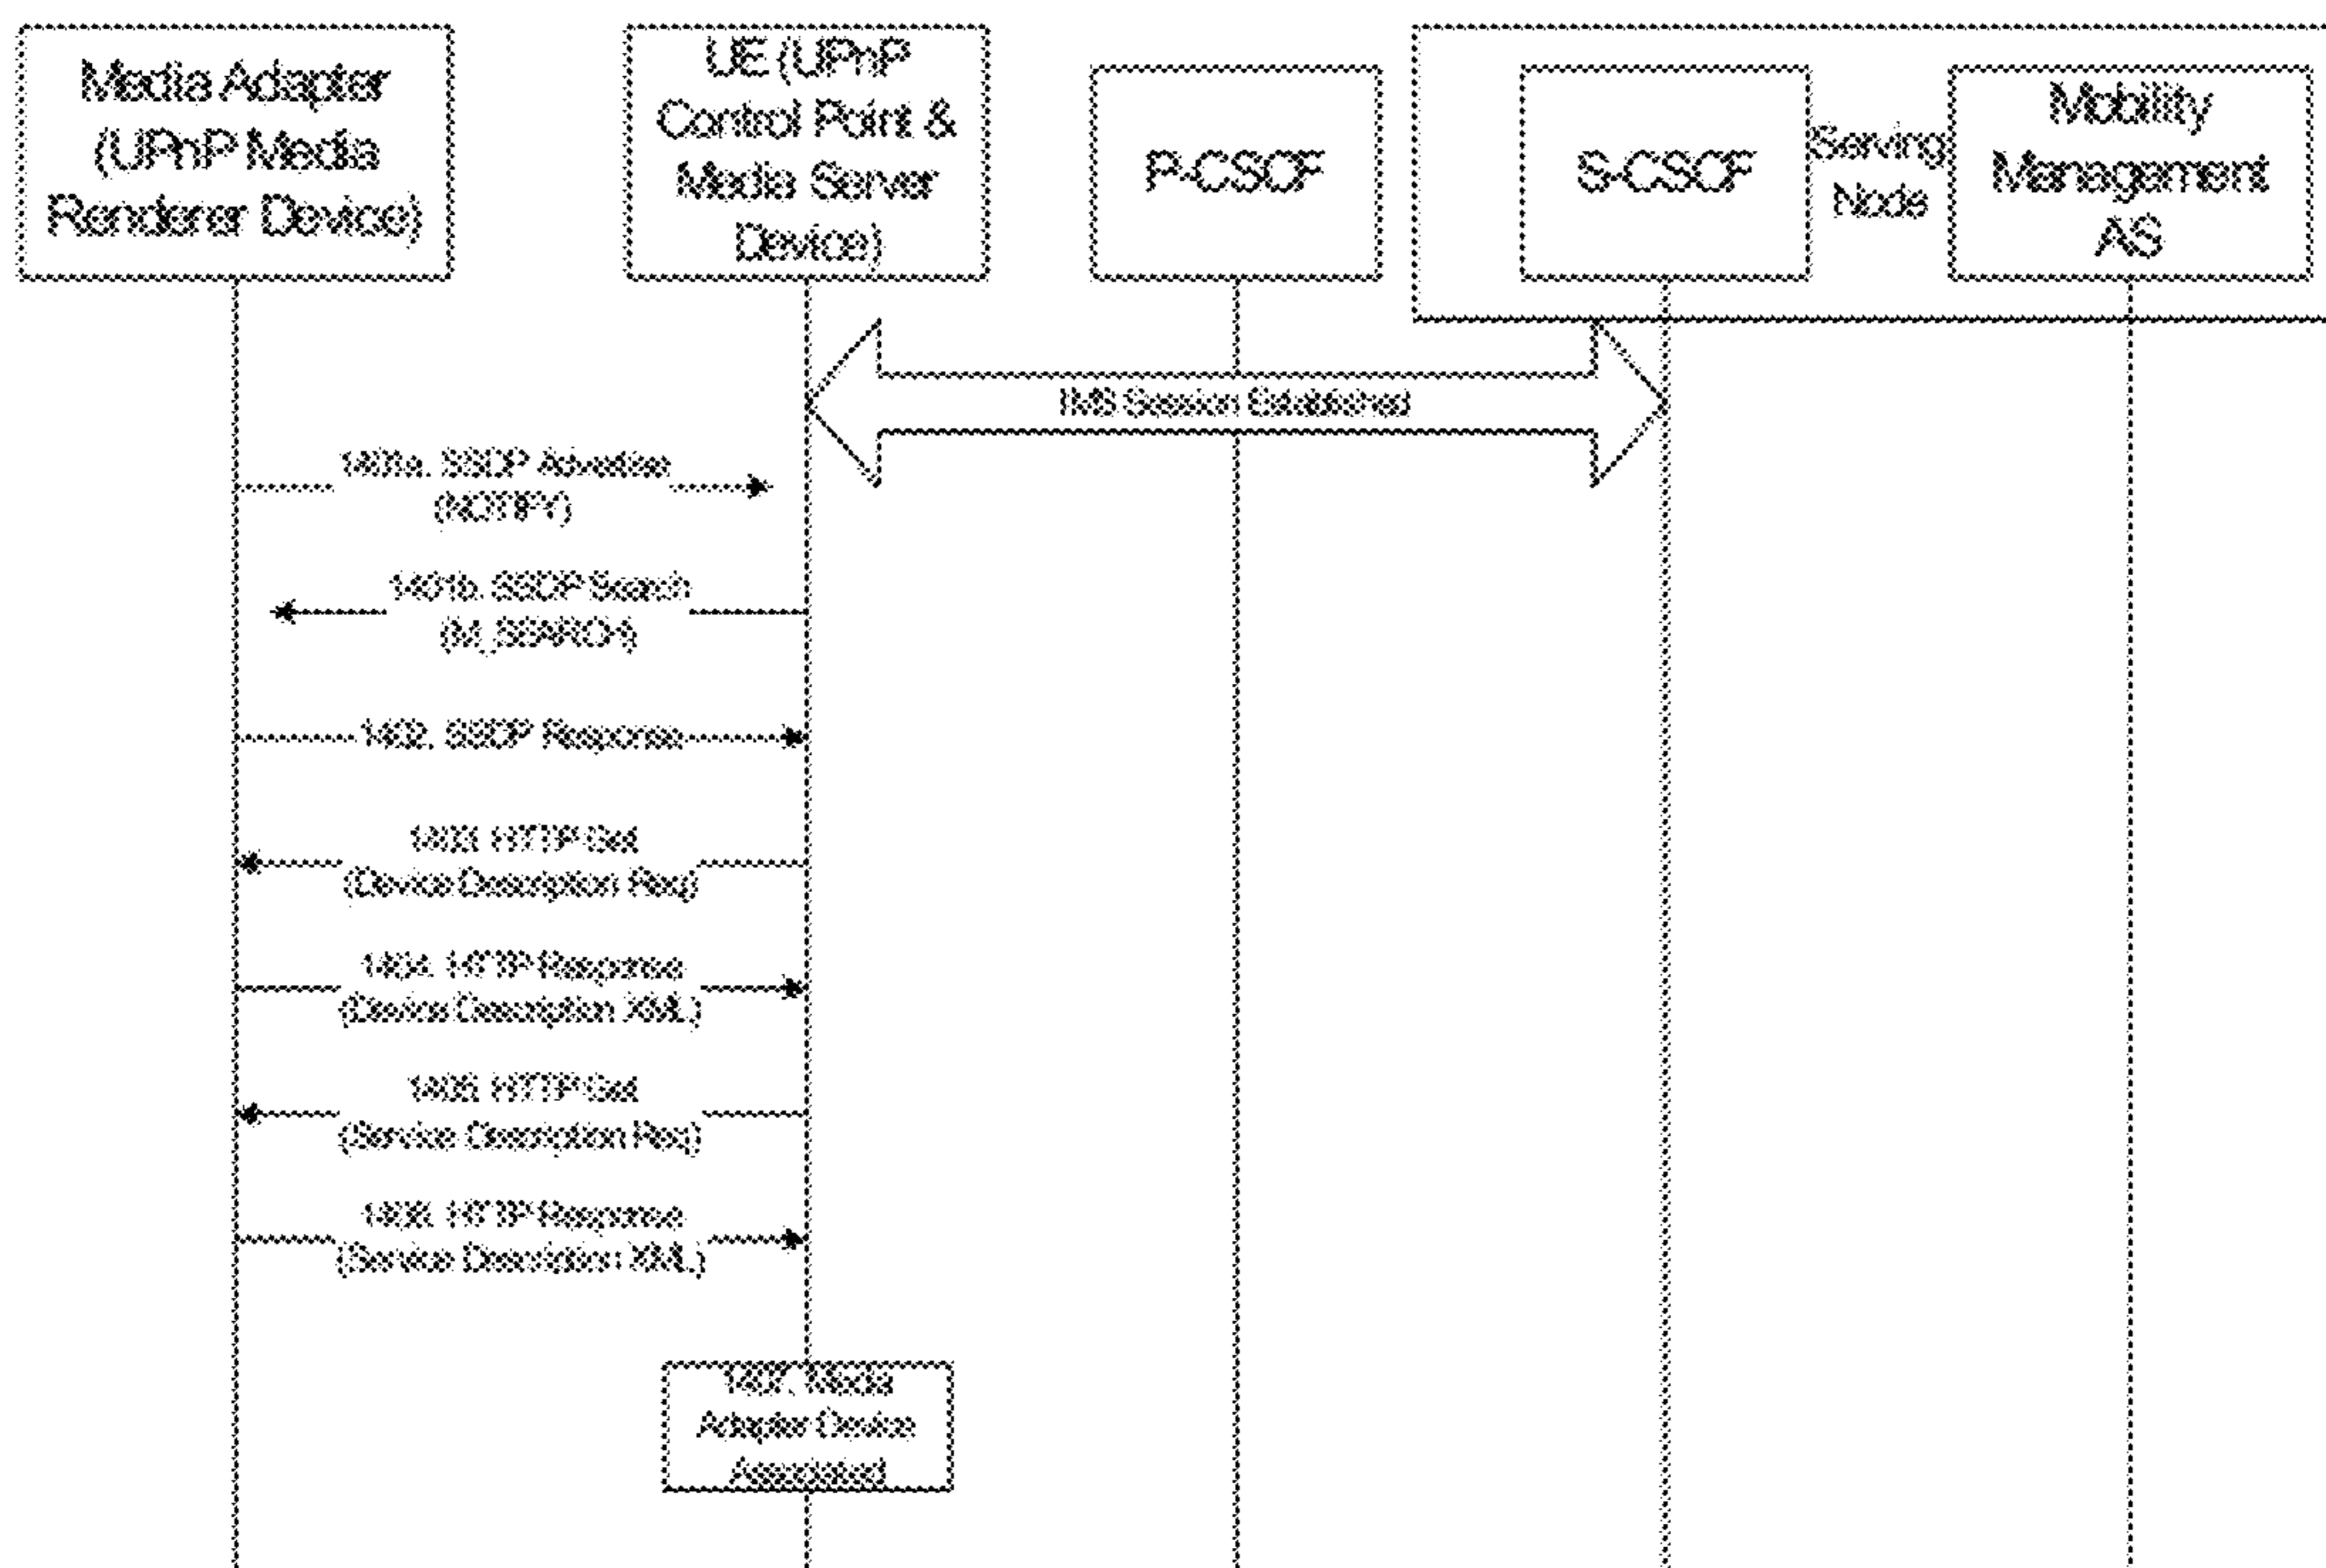 Media Adapter
(UPnP Media
Renderer Device)
UE (UPnP
Control Point &
Media Server
Device)
P-CSCF
S-CSCF
Serving
Node
Mobility
Management
AS
IMS Session Established
1401a. SSDP Advertise
(NOTIFY)
1401b. SSDP Search
(M_SEARCH)
1402. SSDP Response
1403. HTTP Get
(Device Description Req)
1404. HTTP Response
(Device Description XML)
1405. HTTP Get
(Service Description Req)
1406. HTTP Response
(Service Description XML)
1407. Media
Adapter Device
Associated